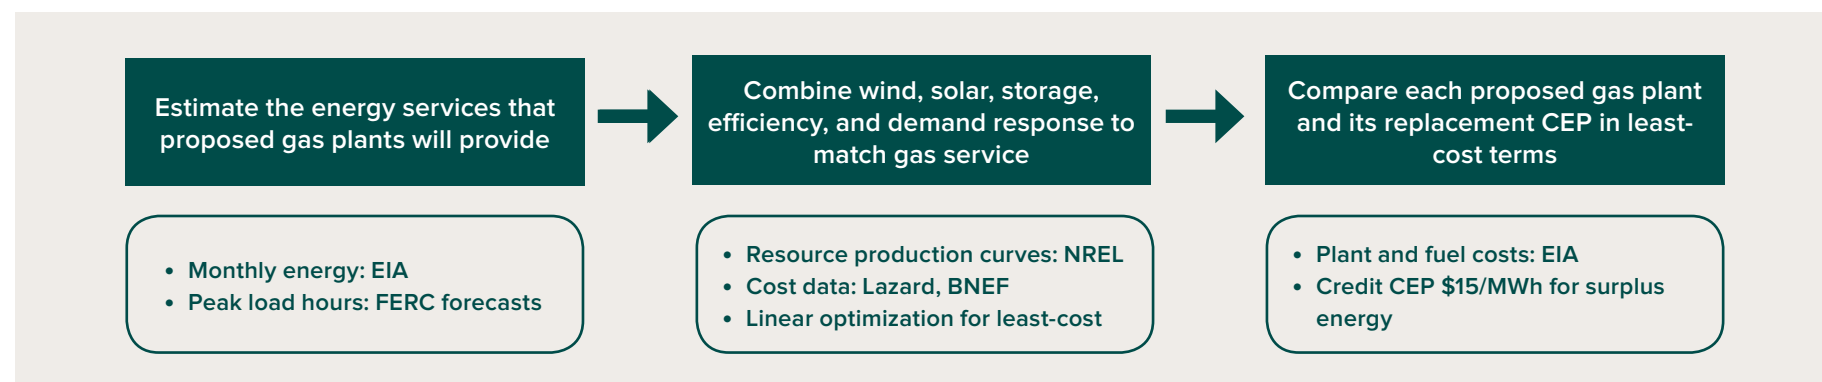 Estimate the energy services that
proposed gas plants will provide
Combine wind, solar, storage,
efficiency, and demand response to
match gas service
Compare each proposed gas plant
and its replacement CEP in least-
cost terms
• Monthly energy: EIA
• Peak load hours: FERC forecasts
• Resource production curves: NREL
• Cost data: Lazard, BNEF
• Linear optimization for least-cost
• Plant and fuel costs: EIA
• Credit CEP $15/MWh for surplus
energy